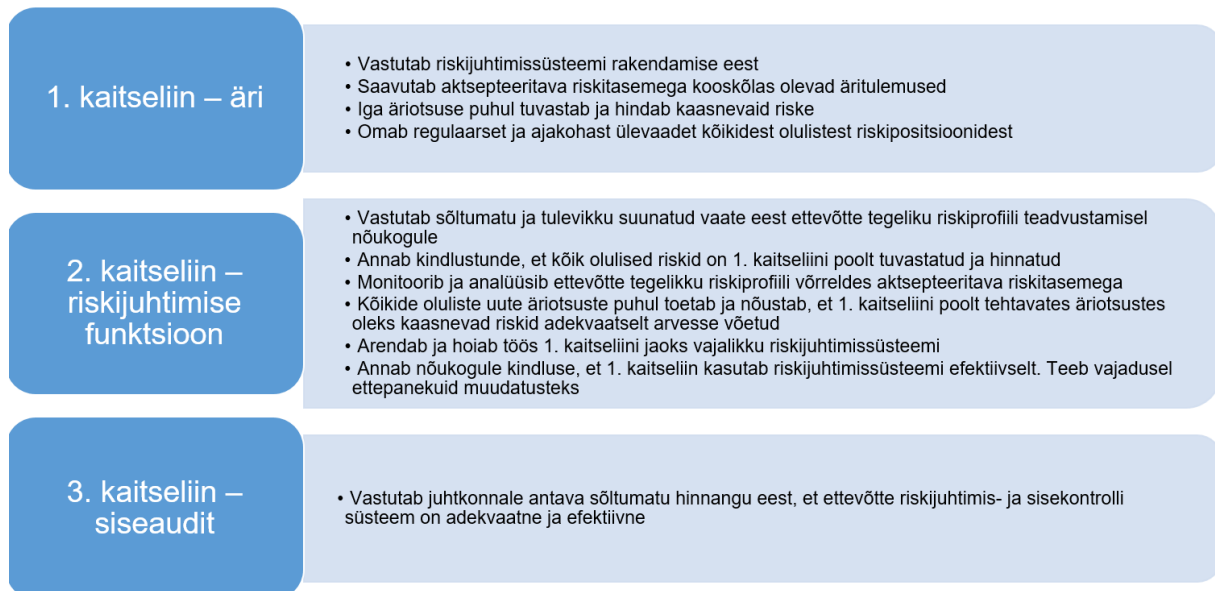 1. kaitseliin – äri
• Vastutab riskijuhtimissüsteemi rakendamise eest
• Saavutab aktsepteeritava riskitasemega kooskõlas olevad äritulemused
• Iga äriotsuse puhul tuvastab ja hindab kaasnevaid riske
• Omab regulaarset ja ajakohast ülevaadet kõikidest olulistest riskipositsioonidest
2. kaitseliin –
riskijuhtimise
funktsioon
• Vastutab sõltumatu ja tulevikku suunatud vaate eest ettevõtte tegeliku riskiprofiili teadvustamisel
nõukogule
• Annab kindlustunde, et kõik olulised riskid on 1. kaitseliini poolt tuvastatud ja hinnatud
• Monitoorib ja analüüsib ettevõtte tegelikku riskiprofiili võrreldes aktsepteeritava riskitasemega
• Kõikide oluliste uute äriotsuste puhul toetab ja nõustab, et 1. kaitseliini poolt tehtavates äriotsustes
oleks kaasnevad riskid adekvaatselt arvesse võetud
• Arendab ja hoiab töös 1. kaitseliini jaoks vajalikku riskijuhtimissüsteemi
• Annab nõukogule kindluse, et 1. kaitseliin kasutab riskijuhtimissüsteemi efektiivselt. Teeb vajadusel
ettepanekuid muudatusteks
3. kaitseliin –
siseaudit
• Vastutab juhtkonnale antava sõltumatu hinnangu eest, et ettevõtte riskijuhtimis- ja sisekontrolli
süsteem on adekvaatne ja efektiivne